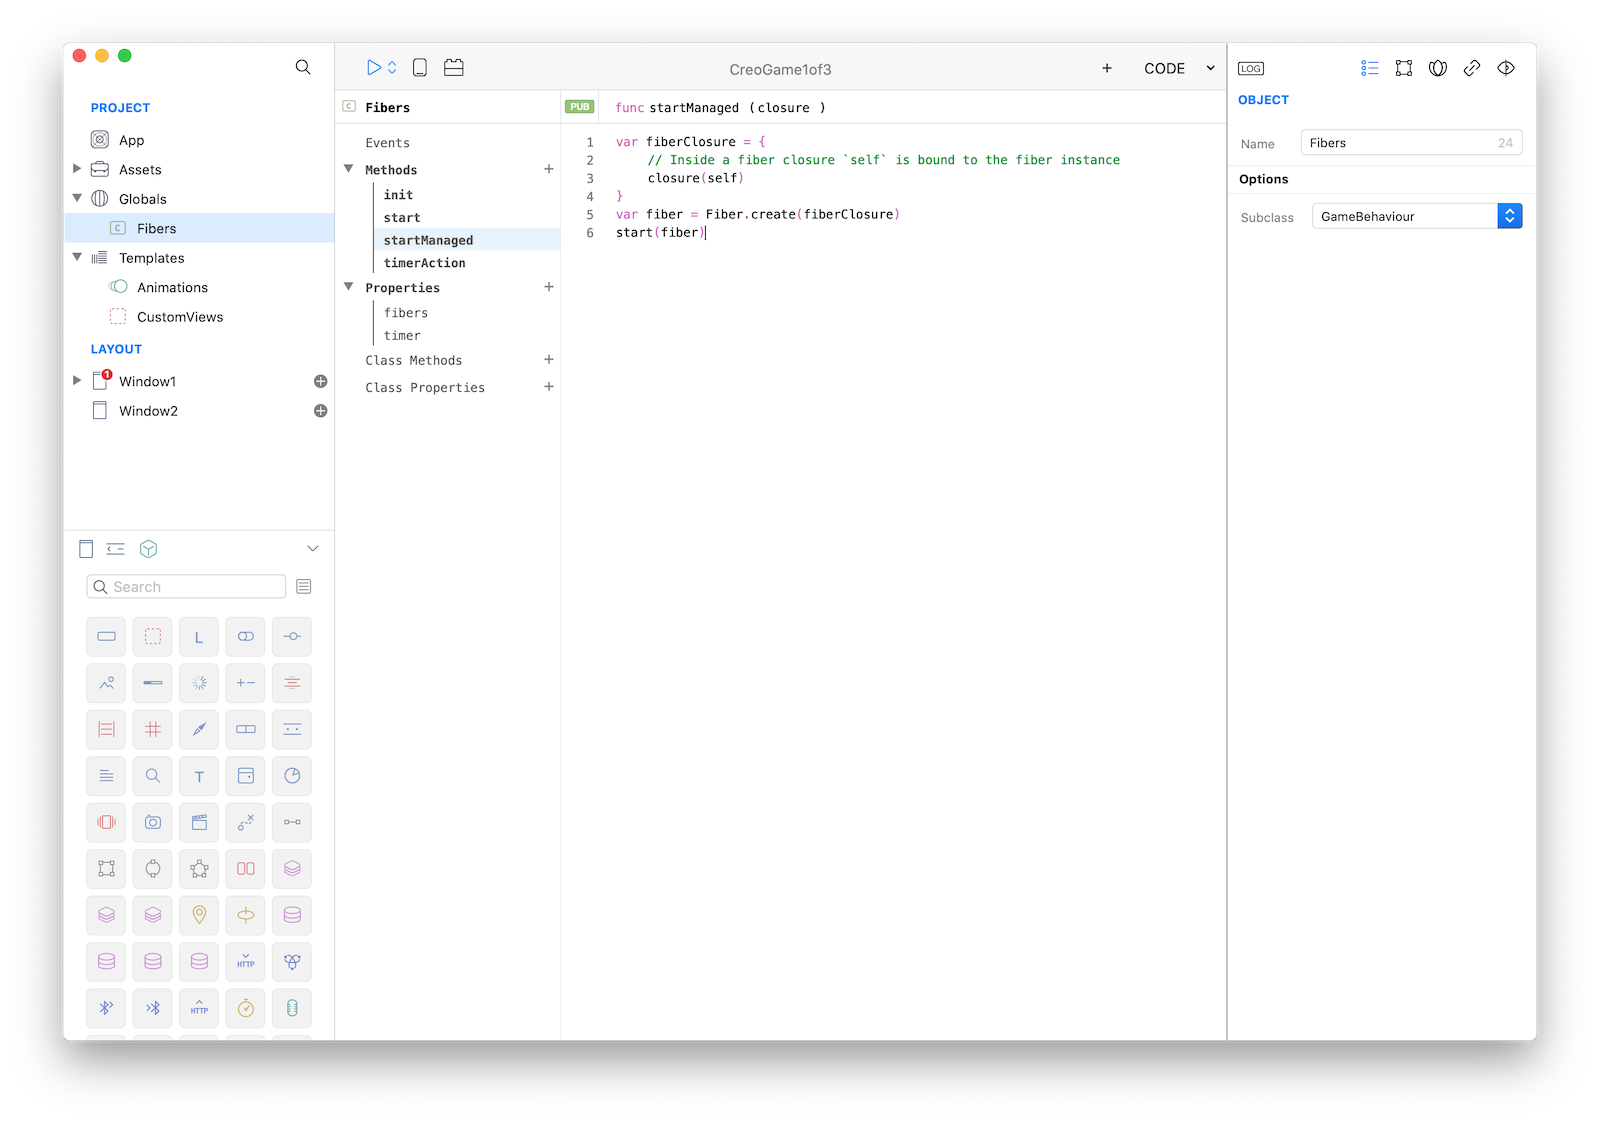 CreoGame1of3
+
CODE
LOG
PROJECT
App
Assets
Globals
C Fibers
Templates
Animations
CustomViews
LAYOUT
1
Window1
Window2
Search
L
T
HTTP
HTTP
C Fibers
Events
Methods +
init
start
startManaged
timerAction
Properties +
fibers
timer
Class Methods +
Class Properties +
PUB func startManaged (closure )
1 var fiberClosure = {
2 // Inside a fiber closure `self` is bound to the fiber instance
3 closure(self)
4 }
5 var fiber = Fiber.create(fiberClosure)
6 start(fiber)
OBJECT
Name Fibers 24
Options
Subclass GameBehaviour